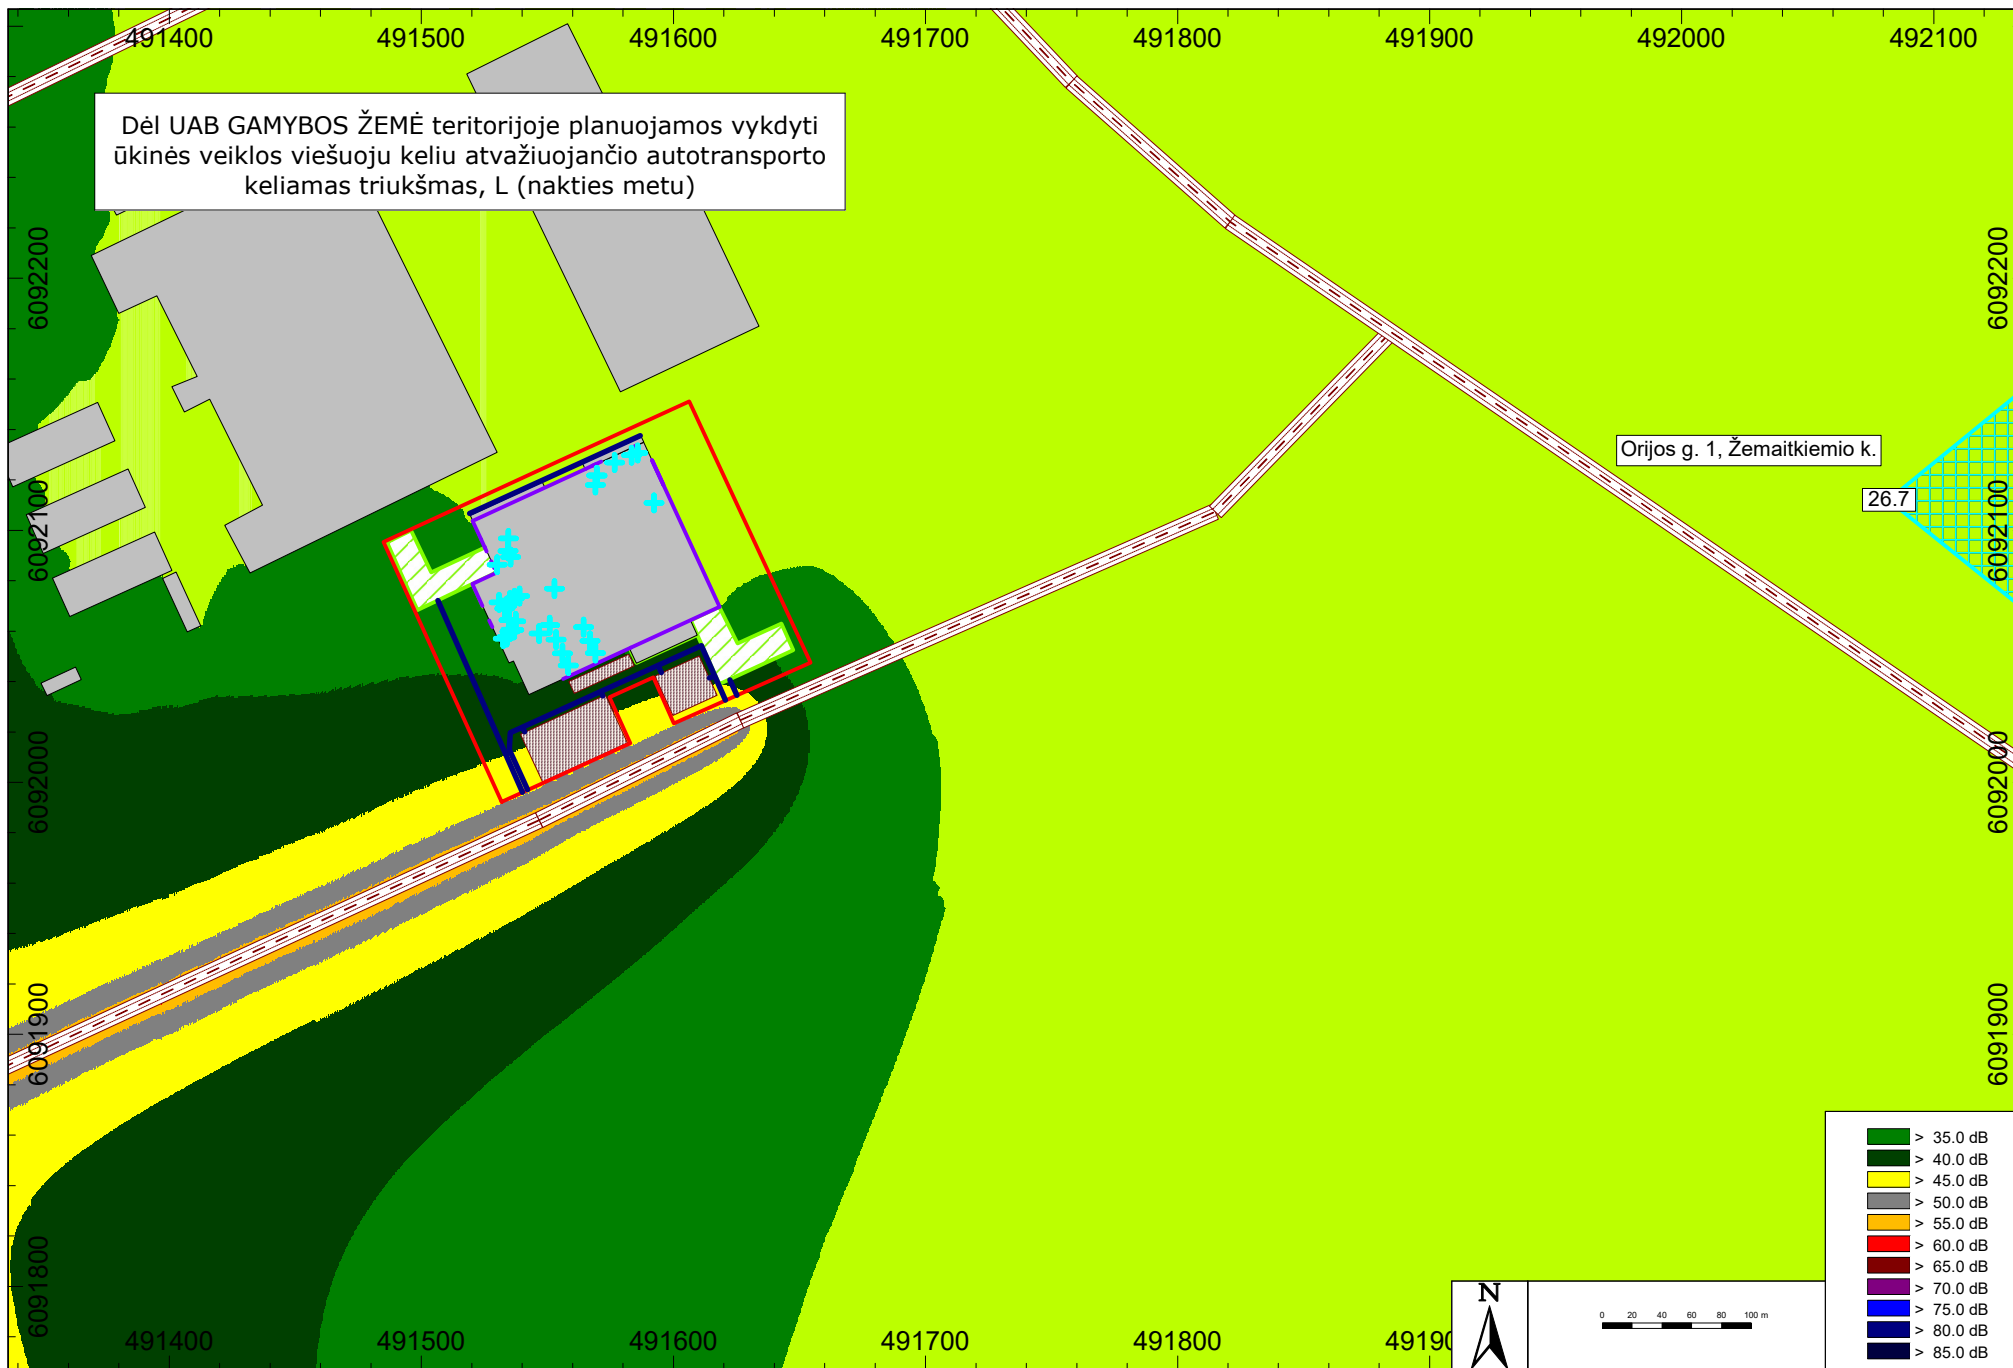 491400 491500 491600 491700 491800 491900 492000 492100
Dėl UAB GAMYBOS ŽEMĖ teritorijoje planuojamos vykdyti
ūkinės veiklos viešuoju keliu atvažiuojančio autotransporto
keliamas triukšmas, L (nakties metu)
6092200 6092200
Orijos g. 1, Žemaitkiemio k.
26.7
6092100 6092100
6092000 6092000
6091900 6091900
> 35.0 dB
> 40.0 dB
> 45.0 dB
> 50.0 dB
> 55.0 dB
> 60.0 dB
> 65.0 dB
> 70.0 dB
> 75.0 dB
> 80.0 dB
> 85.0 dB
6091800
N
0 20 40 60 80 100 m
491400 491500 491600 491700 491800 49190